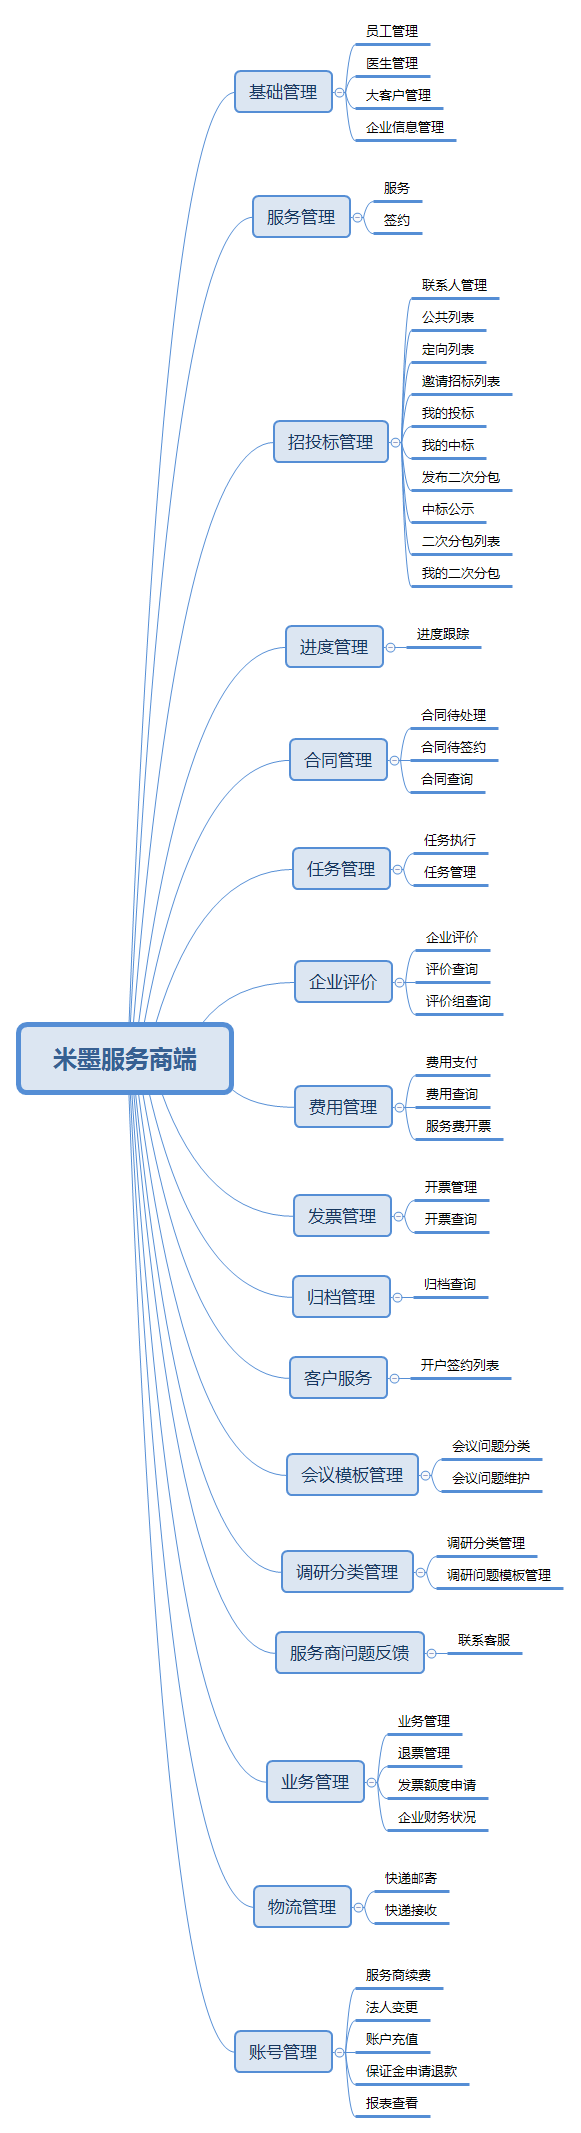 米墨服务商端
基础管理
员工管理
医生管理
大客户管理
企业信息管理
服务管理
服务
签约
招投标管理
联系人管理
公共列表
定向列表
邀请招标列表
我的投标
我的中标
发布二次分包
中标公示
二次分包列表
我的二次分包
进度管理
进度跟踪
合同管理
合同待处理
合同待签约
合同查询
任务管理
任务执行
任务管理
企业评价
企业评价
评价查询
评价组查询
费用管理
费用支付
费用查询
服务费开票
发票管理
开票管理
开票查询
归档管理
归档查询
客户服务
开户签约列表
会议模板管理
会议问题分类
会议问题维护
调研分类管理
调研分类管理
调研问题模板管理
服务商问题反馈
联系客服
业务管理
业务管理
退票管理
发票额度申请
企业财务状况
物流管理
快递邮寄
快递接收
账号管理
服务商续费
法人变更
账户充值
保证金申请退款
报表查看